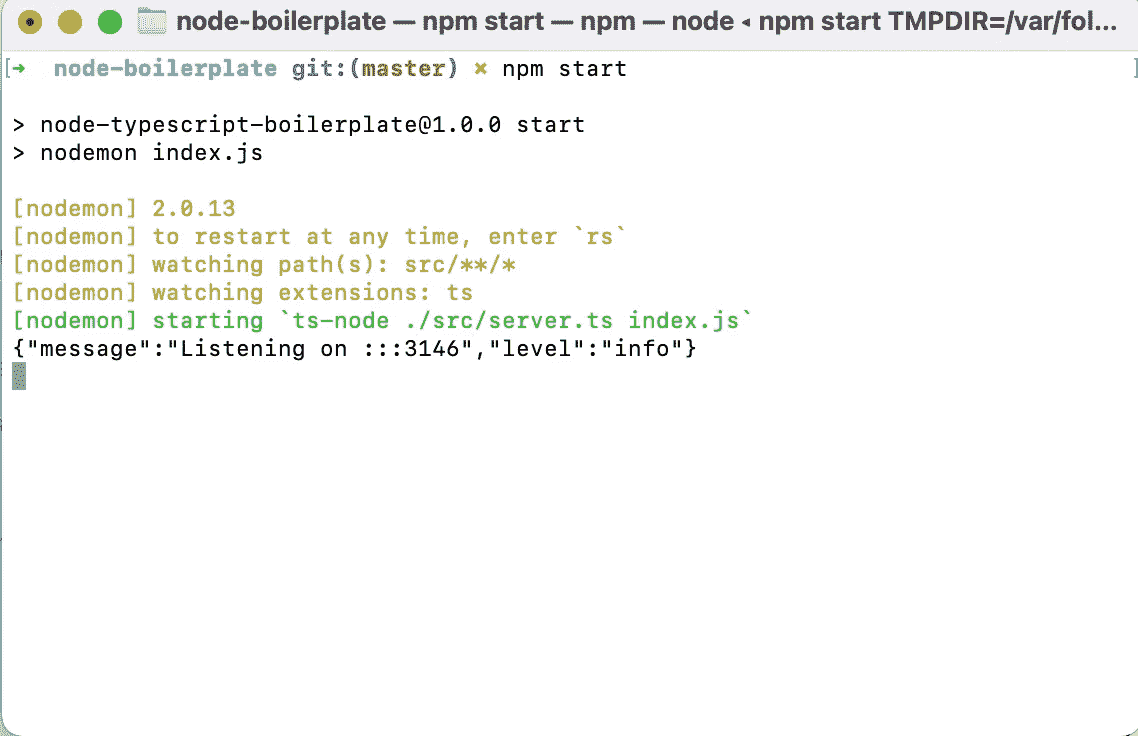 node-boilerplate — npm start — npm — node ◂ npm start TMPDIR=/var/fol...
[➜  node-boilerplate git:(master) ✖ npm start ]
> node-typescript-boilerplate@1.0.0 start
> nodemon index.js
[nodemon] 2.0.13
[nodemon] to restart at any time, enter `rs`
[nodemon] watching path(s): src/**/*
[nodemon] watching extensions: ts
[nodemon] starting `ts-node ./src/server.ts index.js`
{"message":"Listening on :::3146","level":"info"}